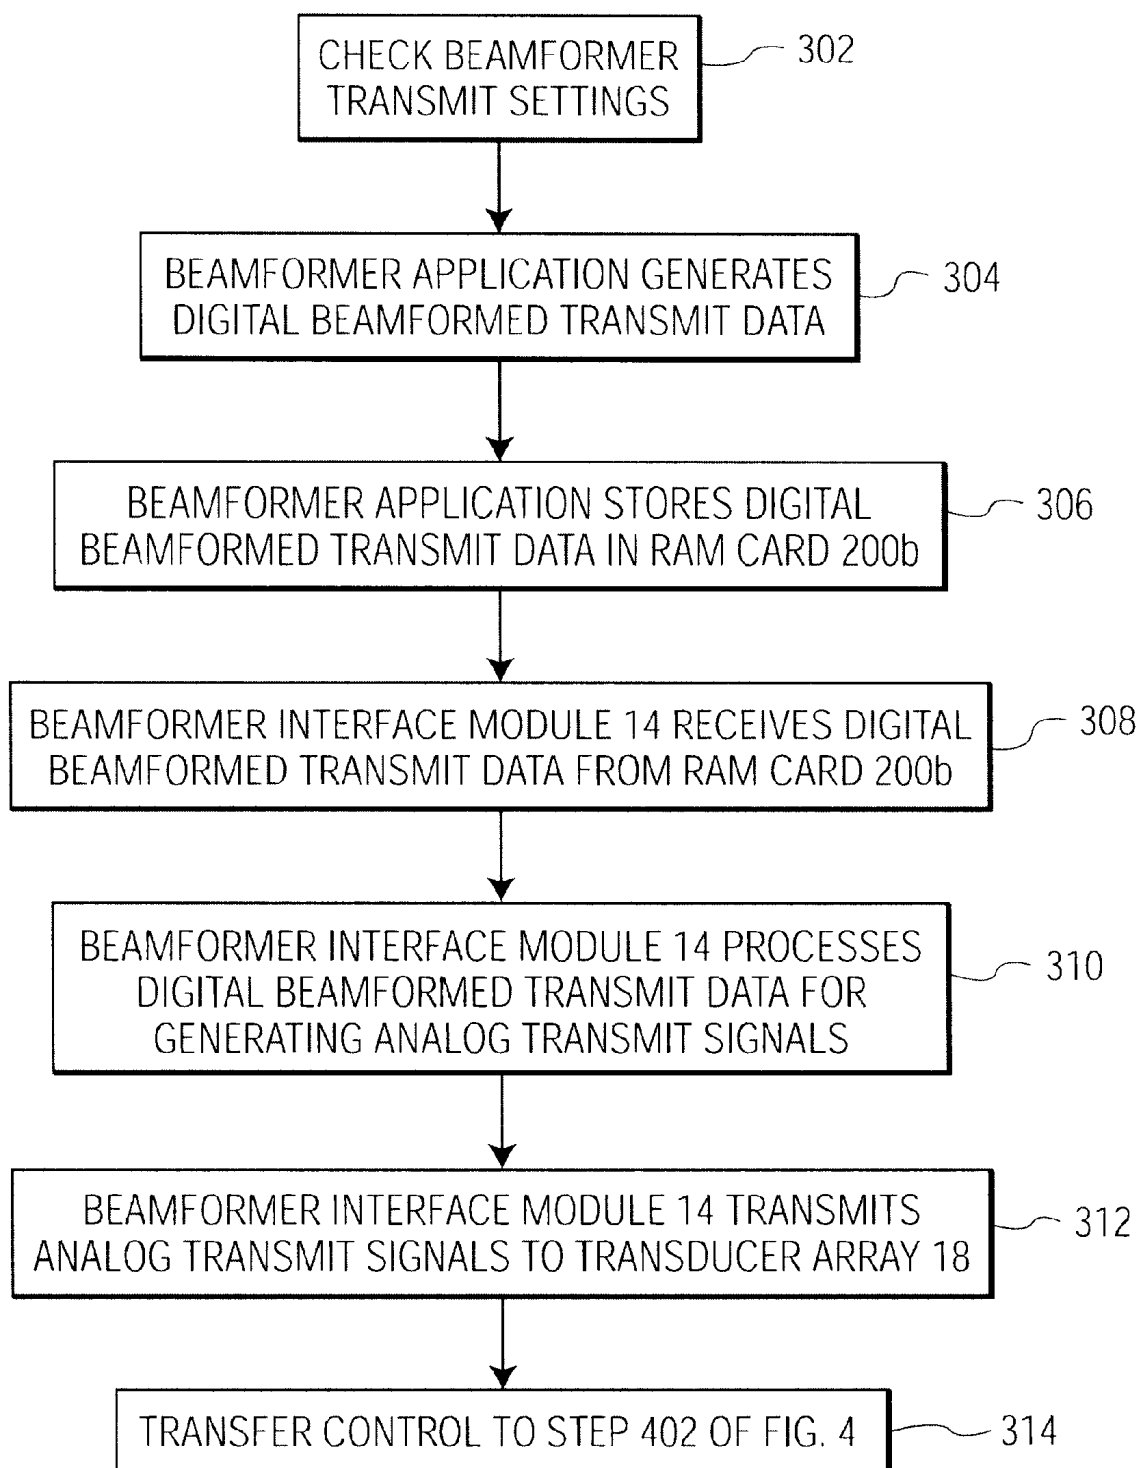 CHECK BEAMFORMER
TRANSMIT SETTINGS
302
BEAMFORMER APPLICATION GENERATES
DIGITAL BEAMFORMED TRANSMIT DATA
304
BEAMFORMER APPLICATION STORES DIGITAL
BEAMFORMED TRANSMIT DATA IN RAM CARD 200b
306
BEAMFORMER INTERFACE MODULE 14 RECEIVES DIGITAL
BEAMFORMED TRANSMIT DATA FROM RAM CARD 200b
308
BEAMFORMER INTERFACE MODULE 14 PROCESSES
DIGITAL BEAMFORMED TRANSMIT DATA FOR
GENERATING ANALOG TRANSMIT SIGNALS
310
BEAMFORMER INTERFACE MODULE 14 TRANSMITS
ANALOG TRANSMIT SIGNALS TO TRANSDUCER ARRAY 18
312
TRANSFER CONTROL TO STEP 402 OF FIG. 4
314